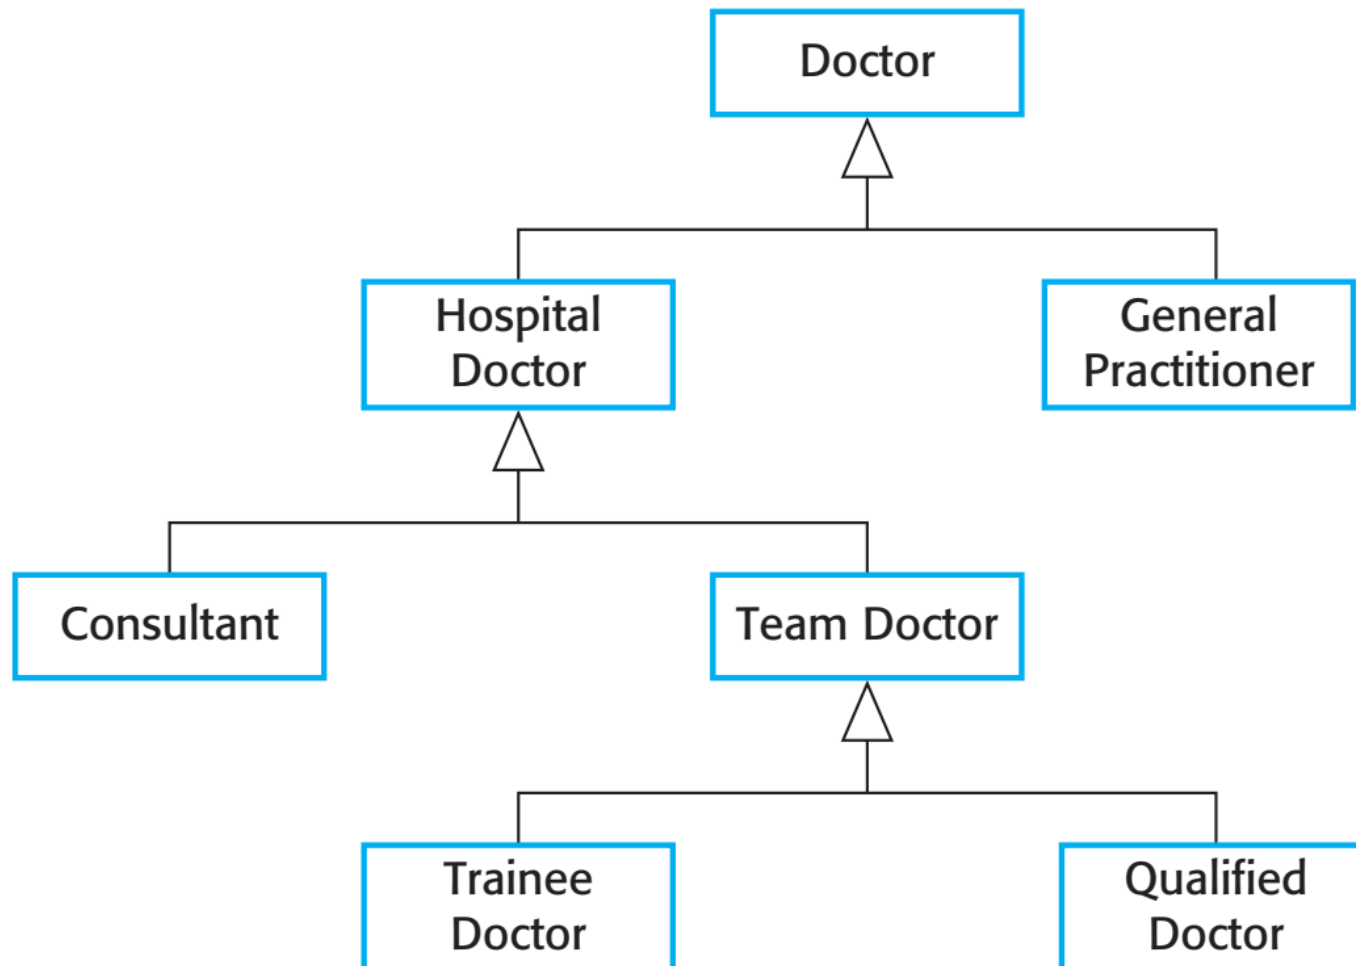 Doctor
Hospital
Doctor
General
Practitioner
Consultant
Team Doctor
Trainee
Doctor
Qualified
Doctor